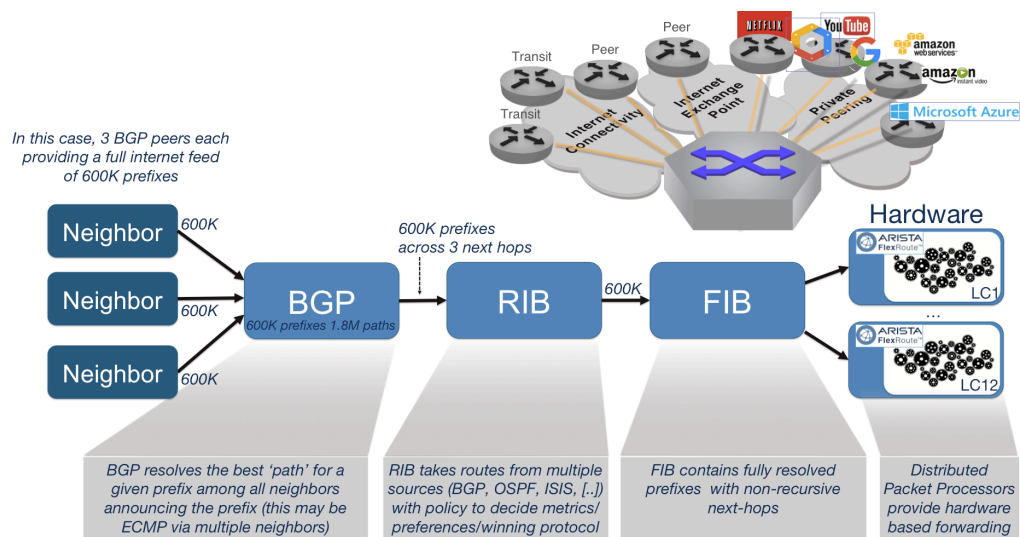 Peer
NETFLIX
YouTube
Peer
Transit
amazon
web services™
amazon
instant video
Transit
Internet
Connectivity
Internet
Exchange
Point
Private
Peering
Microsoft Azure
In this case, 3 BGP peers each
providing a full internet feed
of 600K prefixes
Neighbor
600K
Neighbor
600K
Neighbor
600K
BGP
600K prefixes 1.8M paths
600K prefixes
across 3 next hops
RIB
600K
FIB
Hardware
ARISTA
FlexRoute™
LC1
...
ARISTA
FlexRoute™
LC12
BGP resolves the best ‘path’ for a
given prefix among all neighbors
announcing the prefix (this may be
ECMP via multiple neighbors)
RIB takes routes from multiple
sources (BGP, OSPF, ISIS, [..])
with policy to decide metrics/
preferences/winning protocol
FIB contains fully resolved
prefixes with non-recursive
next-hops
Distributed
Packet Processors
provide hardware
based forwarding